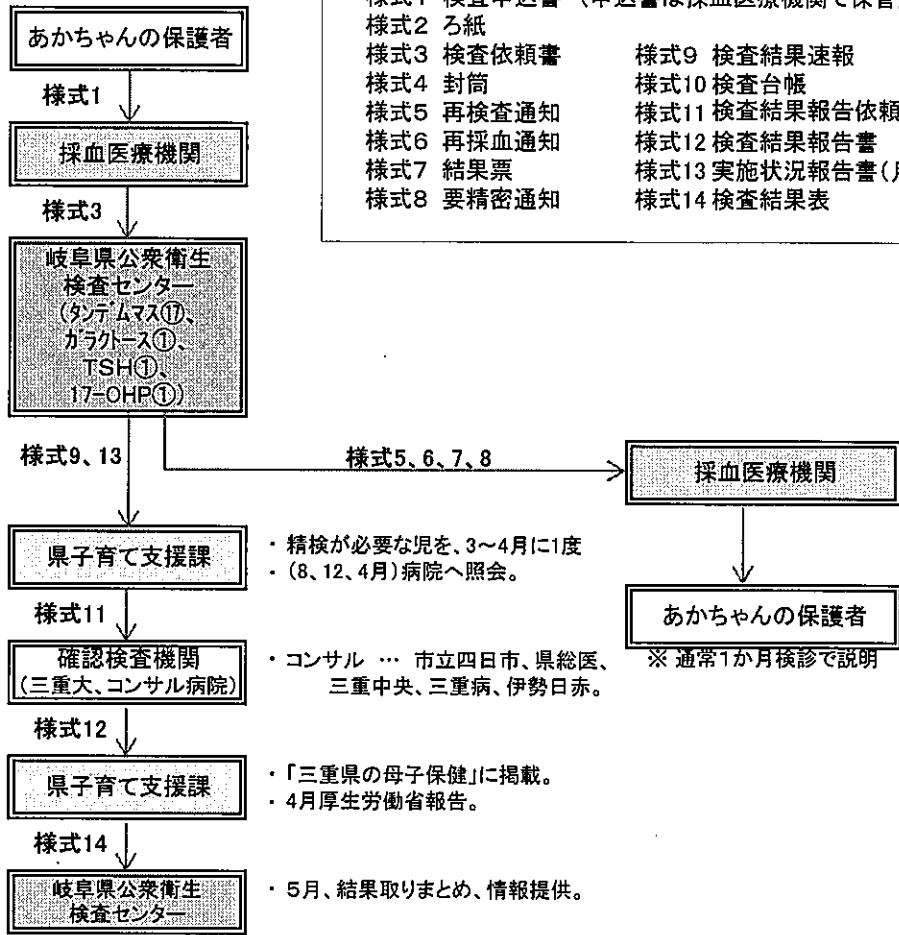 様式1 検査申込書 (申込書は採血医療機関で保管
様式2 ろ紙
様式3 検査依頼書
様式4 封筒
様式5 再検査通知
様式6 再採血通知
様式7 結果票
様式8 要精密通知
様式9 検査結果速報
様式10 検査台帳
様式11 検査結果報告依頼
様式12 検査結果報告書
様式13 実施状況報告書(
様式14 検査結果表
あかちゃんの保護者
様式1
採血医療機関
様式3
岐阜県公衆衛生
検査センター
(タンデムマス⑰、
ガラクトース①、
TSH①、
17-OHP①)
様式9、13
様式5、6、7、8
採血医療機関
あかちゃんの保護者
※ 通常1か月検診で説明
県子育て支援課
・ 精検が必要な児を、3~4月に1度
・ (8、12、4月)病院へ照会。
様式11
確認検査機関
(三重大、コンサル病院)
・ コンサル … 市立四日市、県総医、
三重中央、三重病、伊勢日赤。
様式12
県子育て支援課
・ 「三重県の母子保健」に掲載。
・ 4月厚生労働省報告。
様式14
岐阜県公衆衛生
検査センター
・ 5月、結果取りまとめ、情報提供。